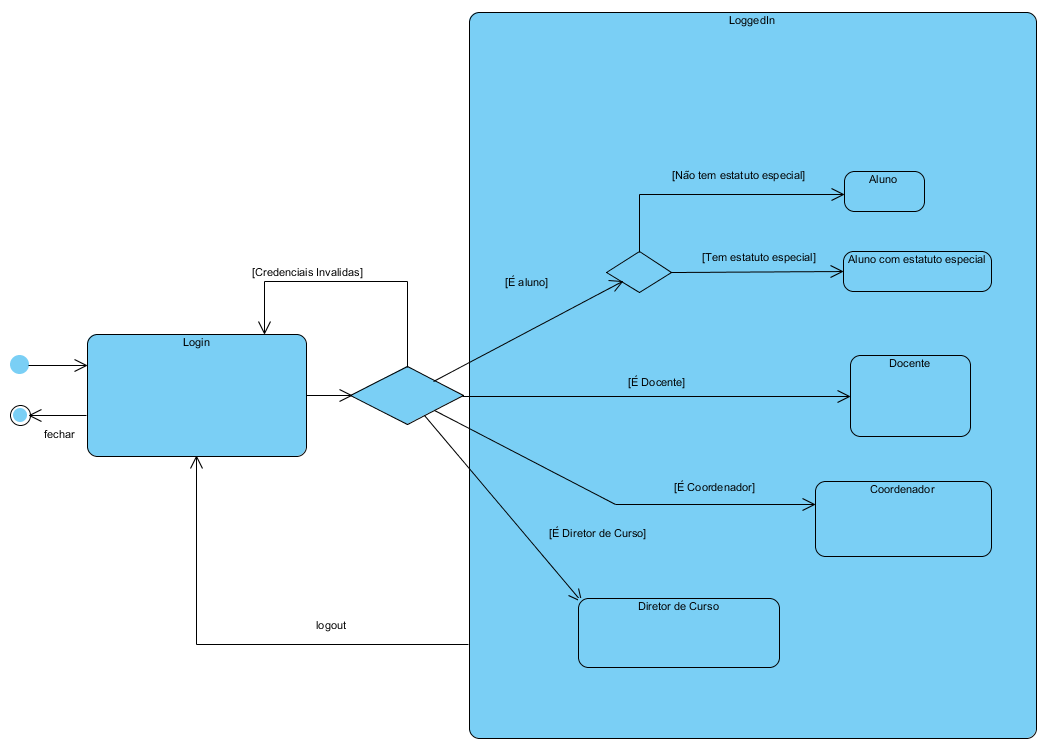 LoggedIn
[Não tem estatuto especial]
Aluno
[Tem estatuto especial]
Aluno com estatuto especial
[Credenciais Invalidas]
[É aluno]
Login
Docente
[É Docente]
fechar
[É Coordenador]
Coordenador
[É Diretor de Curso]
Diretor de Curso
logout